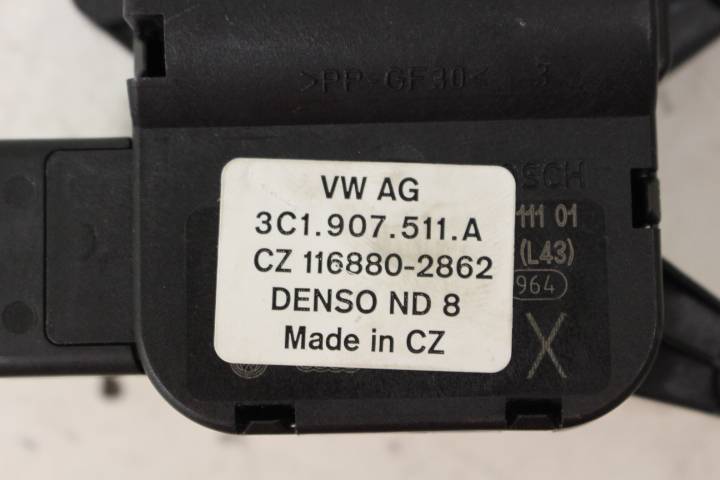 >PP-GF30< 3
VW AG
3C1.907.511.A
CZ 116880-2862
DENSO ND 8
Made in CZ
111 01
(L43)
964
X